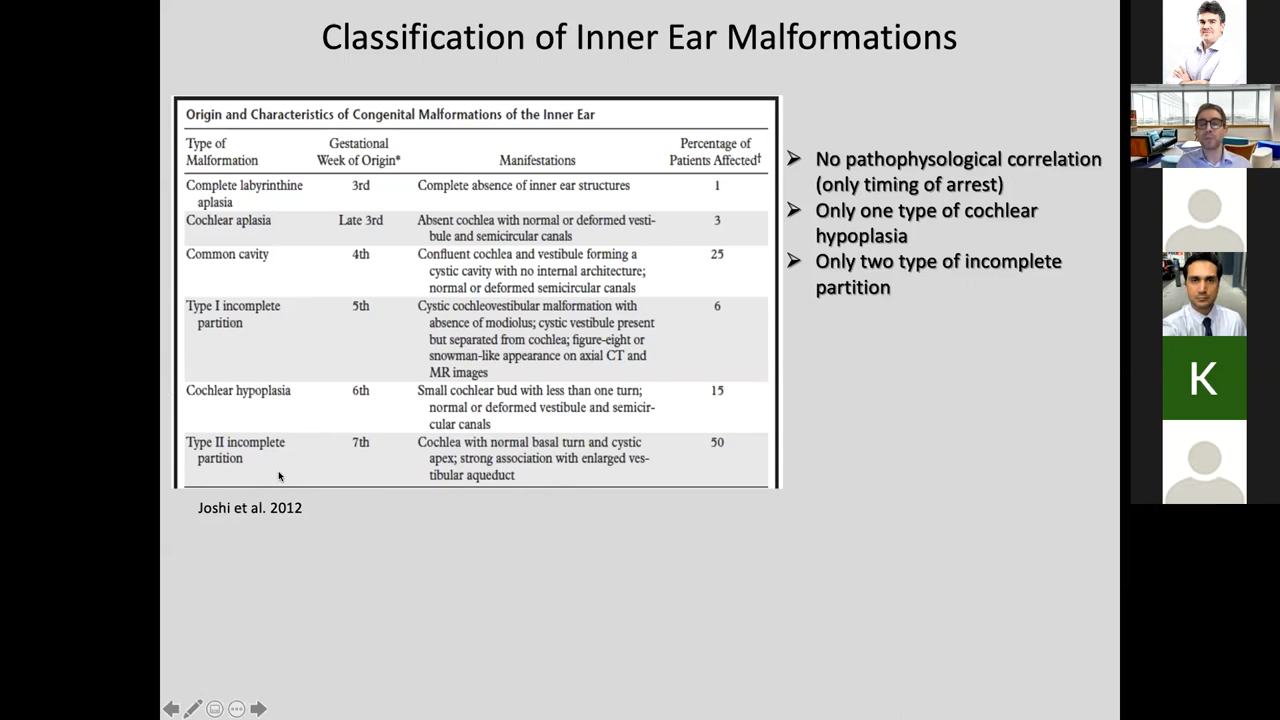 Classification of Inner Ear Malformations
Origin and Characteristics of Congenital Malformations of the Inner Ear
Type of Malformation
Gestational Week of Origin*
Manifestations
Percentage of Patients Affected†
Complete labyrinthine aplasia
3rd
Complete absence of inner ear structures
1
Cochlear aplasia
Late 3rd
Absent cochlea with normal or deformed vesti-
bule and semicircular canals
3
Common cavity
4th
Confluent cochlea and vestibule forming a
cystic cavity with no internal architecture;
normal or deformed semicircular canals
25
Type I incomplete
partition
5th
Cystic cochleovestibular malformation with
absence of modiolus; cystic vestibule present
but separated from cochlea; figure-eight or
snowman-like appearance on axial CT and
MR images
6
Cochlear hypoplasia
6th
Small cochlear bud with less than one turn;
normal or deformed vestibule and semicir-
cular canals
15
Type II incomplete
partition
7th
Cochlea with normal basal turn and cystic
apex; strong association with enlarged ves-
tibular aqueduct
50
Joshi et al. 2012
No pathophysological correlation
(only timing of arrest)
Only one type of cochlear
hypoplasia
Only two type of incomplete
partition
K